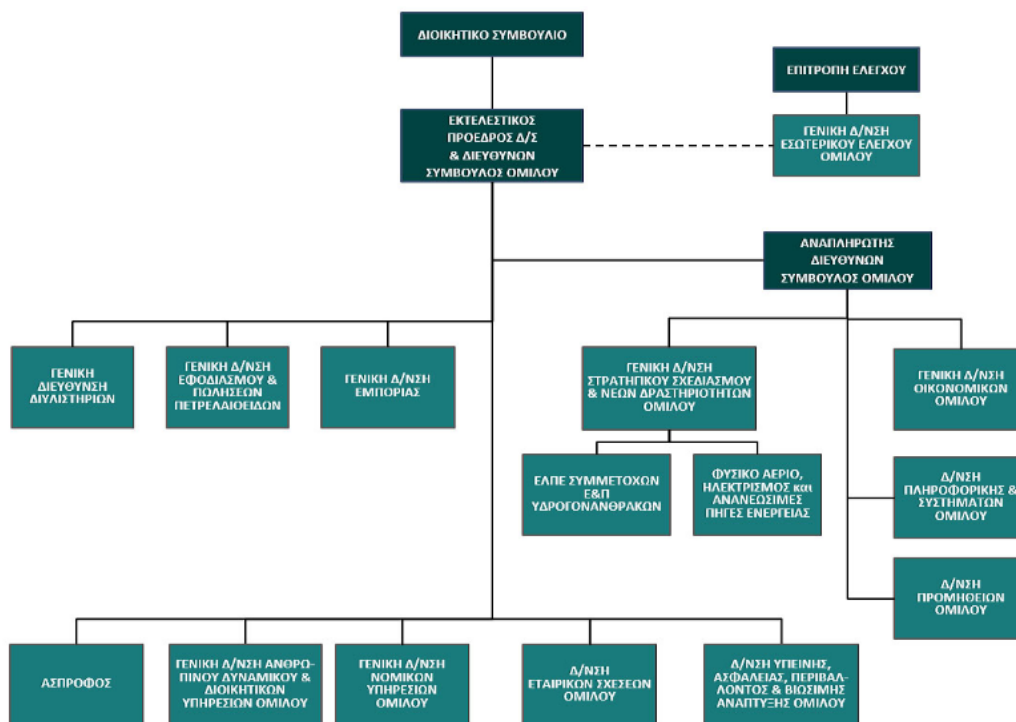 ΔΙΟΙΚΗΤΙΚΟ ΣΥΜΒΟΥΛΙΟ
ΕΠΙΤΡΟΠΗ ΕΛΕΓΧΟΥ
ΕΚΤΕΛΕΣΤΙΚΟΣ
ΠΡΟΕΔΡΟΣ Δ/Σ
& ΔΙΕΥΘΥΝΩΝ
ΣΥΜΒΟΥΛΟΣ ΟΜΙΛΟΥ
ΓΕΝΙΚΗ Δ/ΝΣΗ
ΕΣΩΤΕΡΙΚΟΥ ΕΛΕΓΧΟΥ
ΟΜΙΛΟΥ
ΑΝΑΠΛΗΡΩΤΗΣ
ΔΙΕΥΘΥΝΩΝ
ΣΥΜΒΟΥΛΟΣ ΟΜΙΛΟΥ
ΓΕΝΙΚΗ
ΔΙΕΥΘΥΝΣΗ
ΔΙΥΛΙΣΤΗΡΙΩΝ
ΓΕΝΙΚΗ Δ/ΝΣΗ
ΕΦΟΔΙΑΣΜΟΥ &
ΠΩΛΗΣΕΩΝ
ΠΕΤΡΕΛΑΙΟΕΙΔΩΝ
ΓΕΝΙΚΗ Δ/ΝΣΗ
ΕΜΠΟΡΙΑΣ
ΓΕΝΙΚΗ Δ/ΝΣΗ
ΣΤΡΑΤΗΓΙΚΟΥ ΣΧΕΔΙΑΣΜΟΥ
& ΝΕΩΝ ΔΡΑΣΤΗΡΙΟΤΗΤΩΝ
ΟΜΙΛΟΥ
ΓΕΝΙΚΗ Δ/ΝΣΗ
ΟΙΚΟΝΟΜΙΚΩΝ
ΟΜΙΛΟΥ
ΕΛΠΕ ΣΥΜΜΕΤΟΧΩΝ
Ε&Π
ΥΔΡΟΓΟΝΑΝΘΡΑΚΩΝ
ΦΥΣΙΚΟ ΑΕΡΙΟ,
ΗΛΕΚΤΡΙΣΜΟΣ και
ΑΝΑΝΕΩΣΙΜΕΣ
ΠΗΓΕΣ ΕΝΕΡΓΕΙΑΣ
Δ/ΝΣΗ
ΠΛΗΡΟΦΟΡΙΚΗΣ &
ΣΥΣΤΗΜΑΤΩΝ
ΟΜΙΛΟΥ
Δ/ΝΣΗ
ΠΡΟΜΗΘΕΙΩΝ
ΟΜΙΛΟΥ
ΑΣΠΡΟΦΟΣ
ΓΕΝΙΚΗ Δ/ΝΣΗ ΑΝΘΡΩ-
ΠΙΝΟΥ ΔΥΝΑΜΙΚΟΥ &
ΔΙΟΙΚΗΤΙΚΩΝ
ΥΠΗΡΕΣΙΩΝ ΟΜΙΛΟΥ
ΓΕΝΙΚΗ Δ/ΝΣΗ
ΝΟΜΙΚΩΝ
ΥΠΗΡΕΣΙΩΝ
ΟΜΙΛΟΥ
Δ/ΝΣΗ
ΕΤΑΙΡΙΚΩΝ ΣΧΕΣΕΩΝ
ΟΜΙΛΟΥ
Δ/ΝΣΗ ΥΓΙΕΙΝΗΣ,
ΑΣΦΑΛΕΙΑΣ, ΠΕΡΙΒΑΛ-
ΛΟΝΤΟΣ & ΒΙΩΣΙΜΗΣ
ΑΝΑΠΤΥΞΗΣ ΟΜΙΛΟΥ